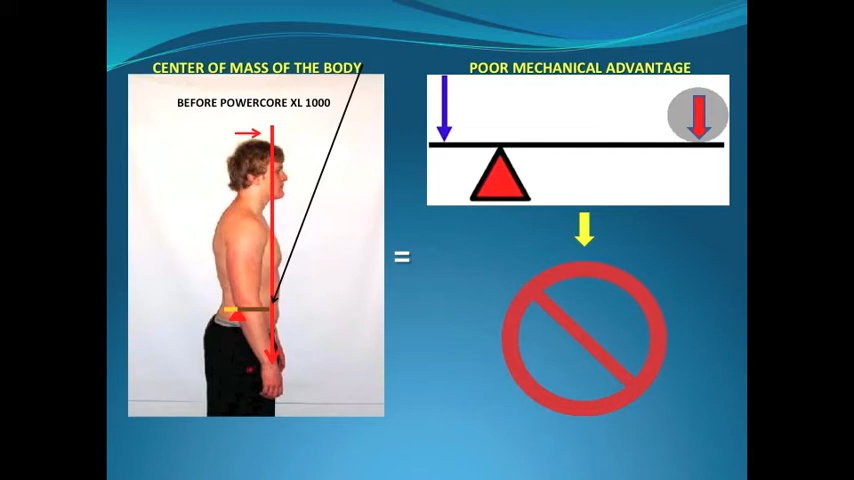 CENTER OF MASS OF THE BODY
POOR MECHANICAL ADVANTAGE
BEFORE POWERCORE XL 1000
=